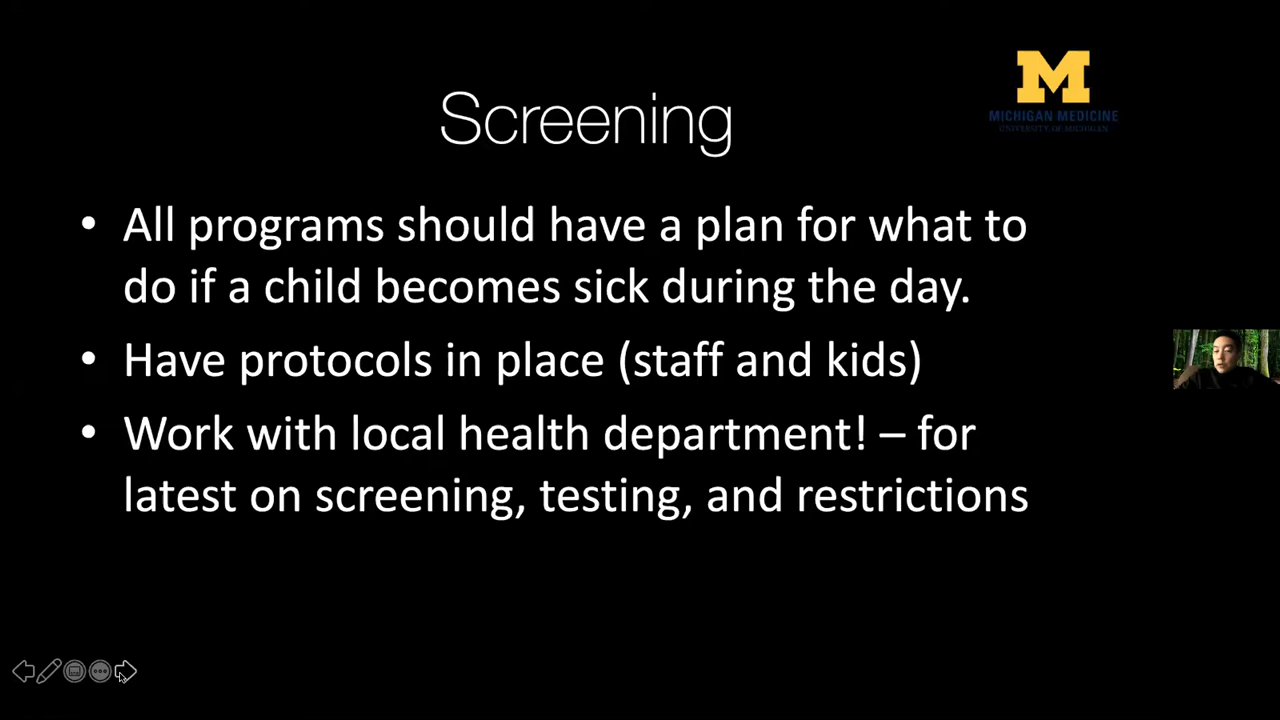 M
MICHIGAN MEDICINE
UNIVERSITY OF MICHIGAN
Screening
• All programs should have a plan for what to
do if a child becomes sick during the day.
• Have protocols in place (staff and kids)
• Work with local health department! – for
latest on screening, testing, and restrictions